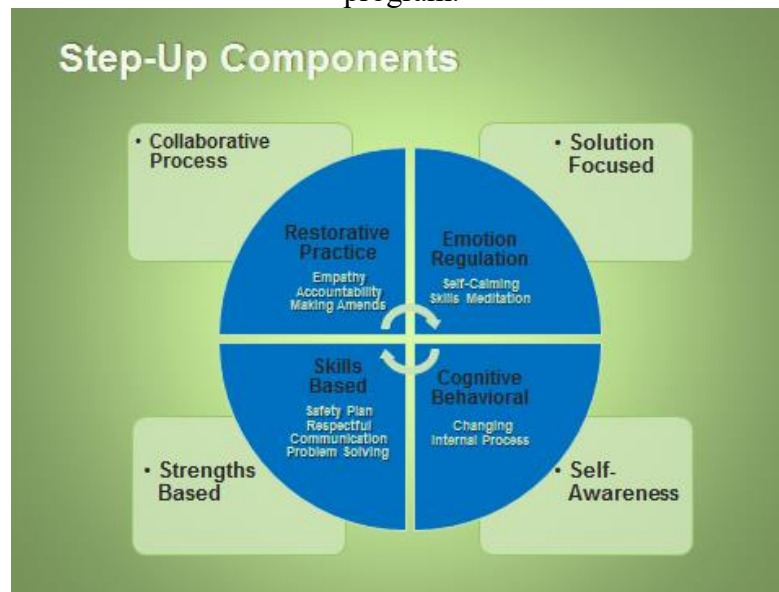 program.
Step-Up Components
• Collaborative
Process
• Solution
Focused
Restorative
Practice
Empathy
Accountability
Making Amends
Emotion
Regulation
Self-Calming
Skills Meditation
Skills
Based
Safety Plan
Respectful
Communication
Problem Solving
Cognitive
Behavioral
Changing
Internal Process
• Strengths
Based
• Self-
Awareness